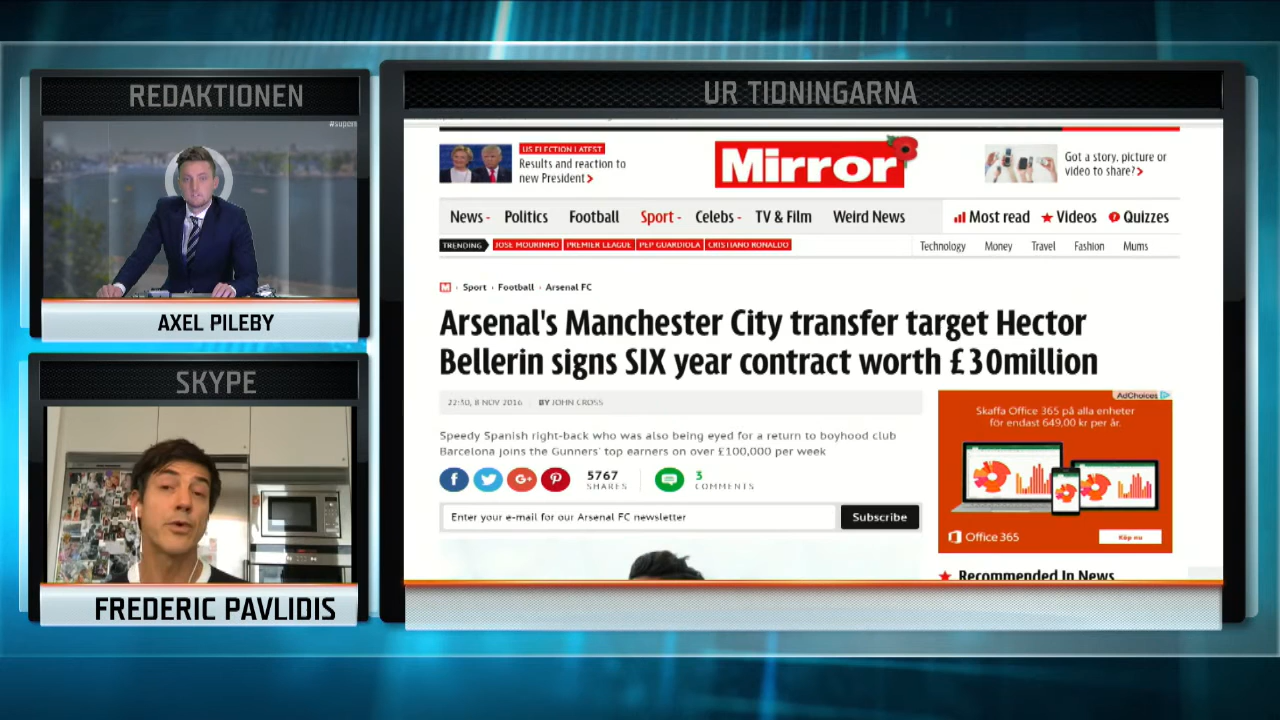 REDAKTIONEN
#superl
AXEL PILEBY
SKYPE
FREDERIC PAVLIDIS
UR TIDNINGARNA
US ELECTION LATEST
Results and reaction to
new President
Mirror
Got a story, picture or
video to share?
News
Politics
Football
Sport
Celebs
TV & Film
Weird News
Most read
Videos
Quizzes
TRENDING
JOSE MOURINHO
PREMIER LEAGUE
PEP GUARDIOLA
CRISTIANO RONALDO
Technology
Money
Travel
Fashion
Mums
M Sport Football Arsenal FC
Arsenal's Manchester City transfer target Hector
Bellerin signs SIX year contract worth £30million
22:30, 8 NOV 2016 BY JOHN CROSS
Speedy Spanish right-back who was also being eyed for a return to boyhood club
Barcelona joins the Gunners' top earners on over £100,000 per week
5767
SHARES
3
COMMENTS
Enter your e-mail for our Arsenal FC newsletter
Subscribe
AdChoices
Skaffa Office 365 på alla enheter
för endast 649,00 kr per år.
Office 365
Köp nu
Recommended In News